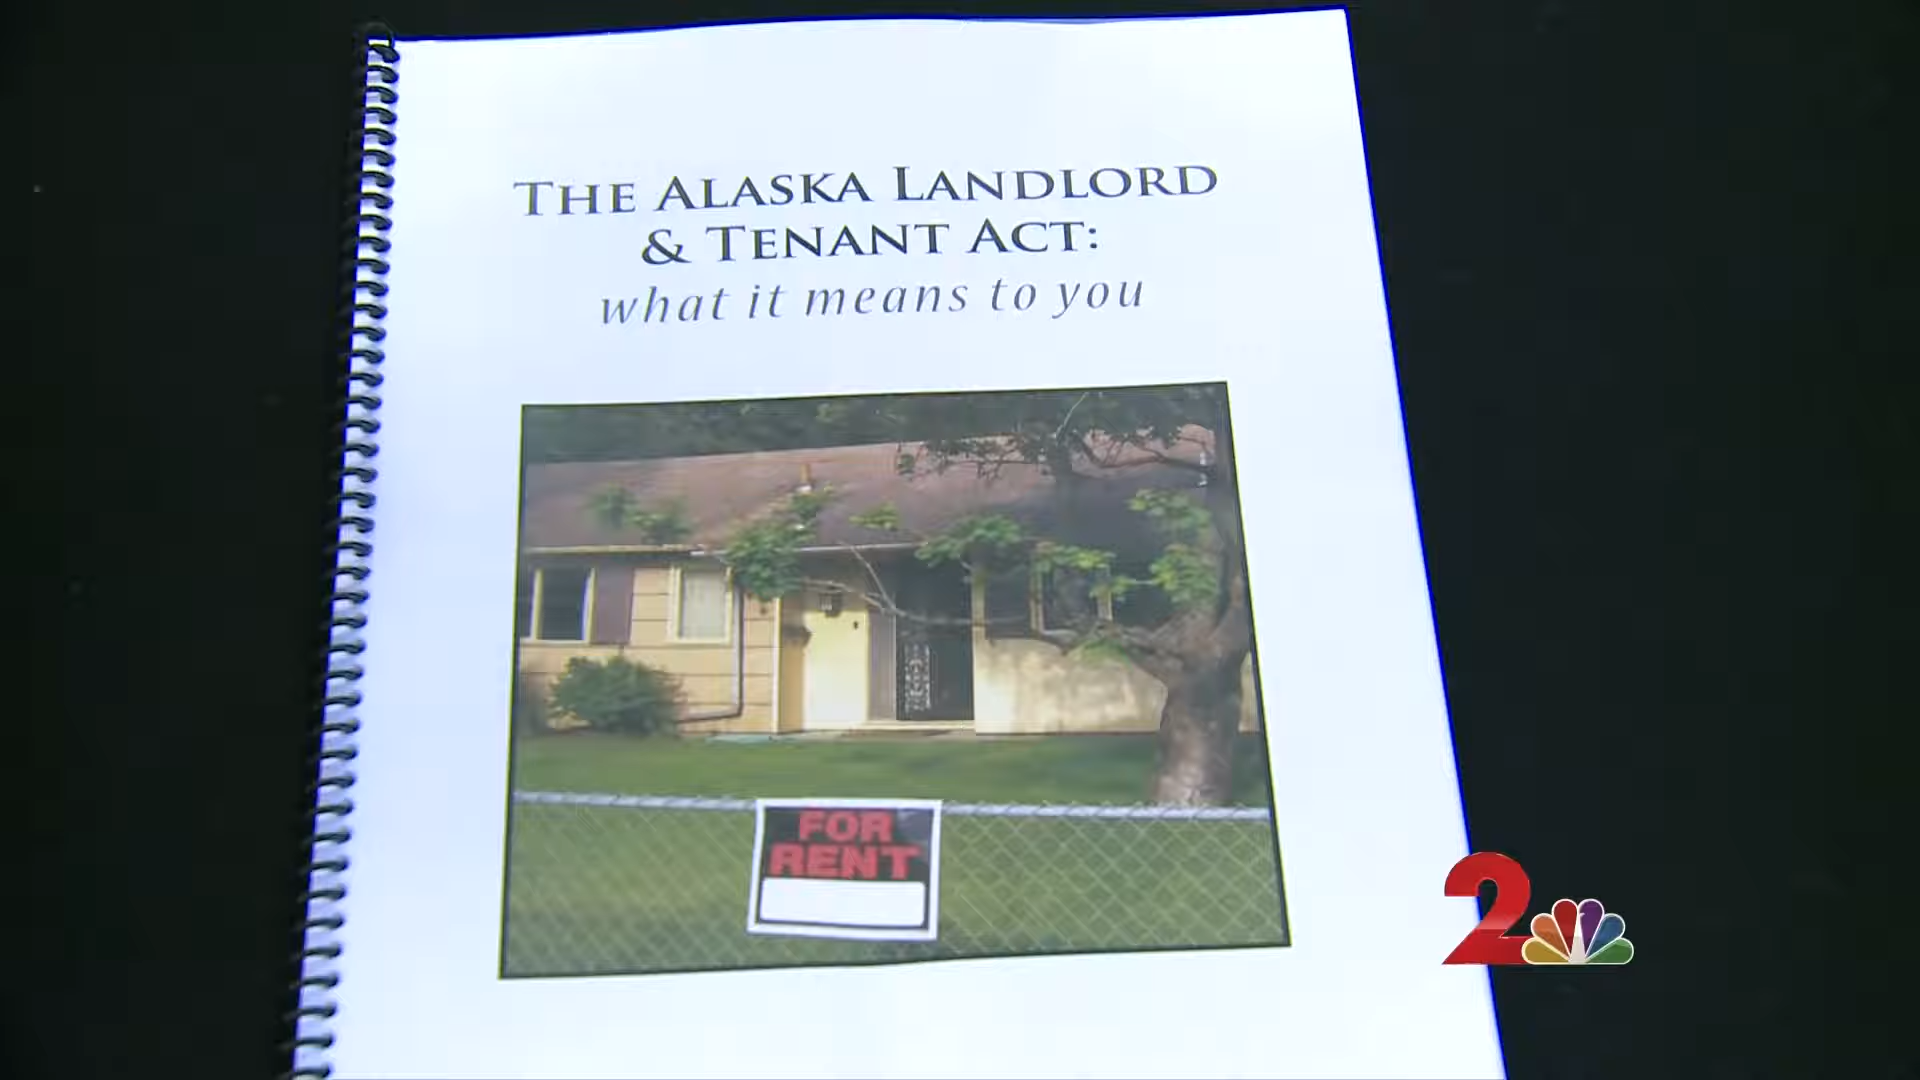 THE ALASKA LANDLORD
& TENANT ACT:
what it means to you
FOR
RENT
2